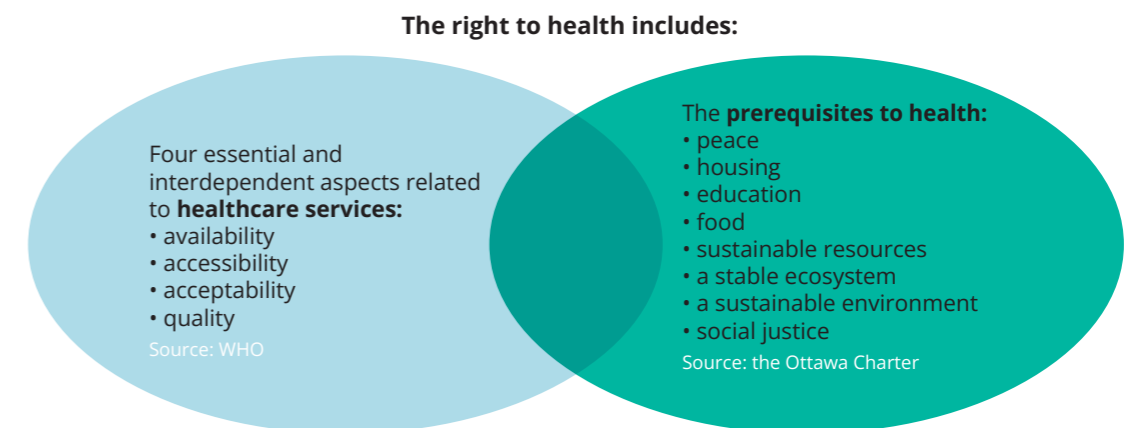 The right to health includes:
Four essential and
interdependent aspects related
to healthcare services:
• availability
• accessibility
• acceptability
• quality
Source: WHO
The prerequisites to health:
• peace
• housing
• education
• food
• sustainable resources
• a stable ecosystem
• a sustainable environment
• social justice
Source: the Ottawa Charter